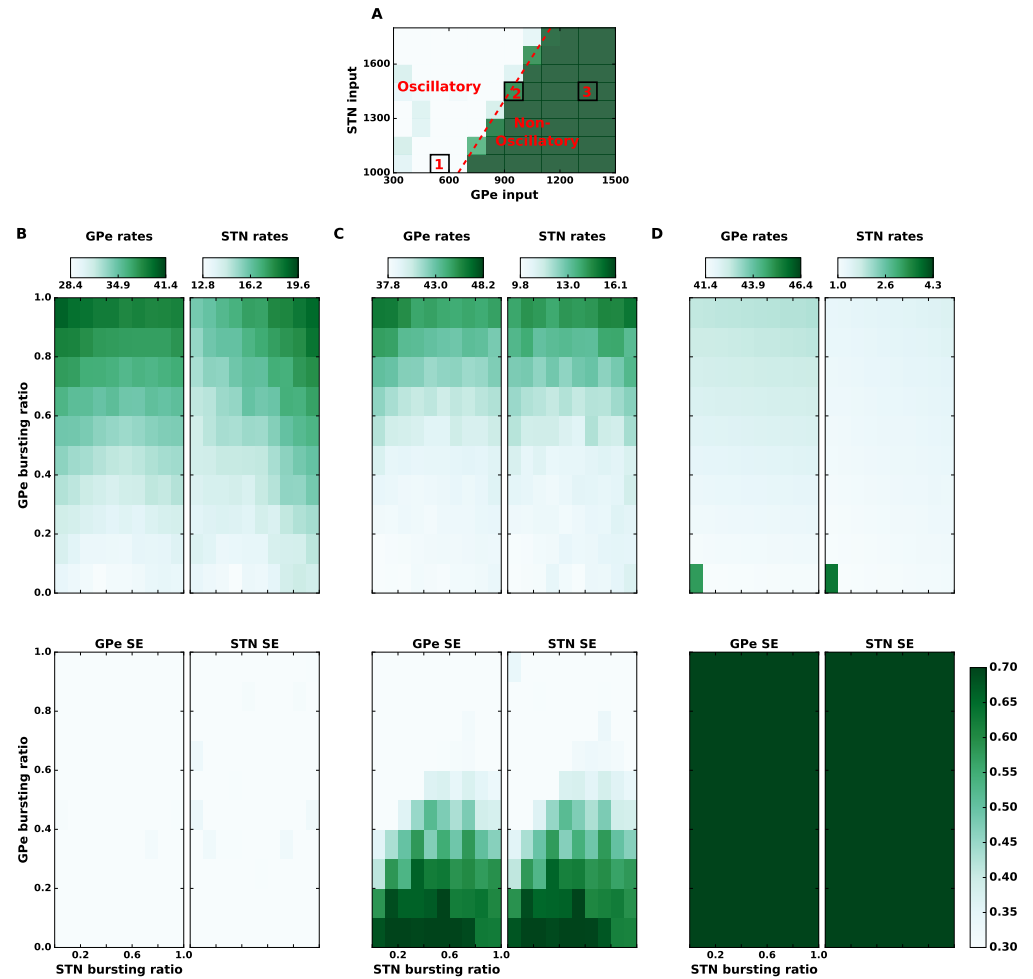 A
STN input
1600
1300
1000
Oscillatory
Non-
Oscillatory
1
2
3
300 600 900 1200 1500
GPe input
B
GPe rates STN rates
28.4 34.9 41.4 12.8 16.2 19.6
C
GPe rates STN rates
37.8 43.0 48.2 9.8 13.0 16.1
D
GPe rates STN rates
41.4 43.9 46.4 1.0 2.6 4.3
GPe bursting ratio
1.0
0.8
0.6
0.4
0.2
0.0
GPe SE STN SE
GPe SE STN SE
GPe SE STN SE
GPe bursting ratio
1.0
0.8
0.6
0.4
0.2
0.0
0.2 0.6 1.0
STN bursting ratio
0.2 0.6 1.0
STN bursting ratio
0.2 0.6 1.0
STN bursting ratio
0.70
0.65
0.60
0.55
0.50
0.45
0.40
0.35
0.30